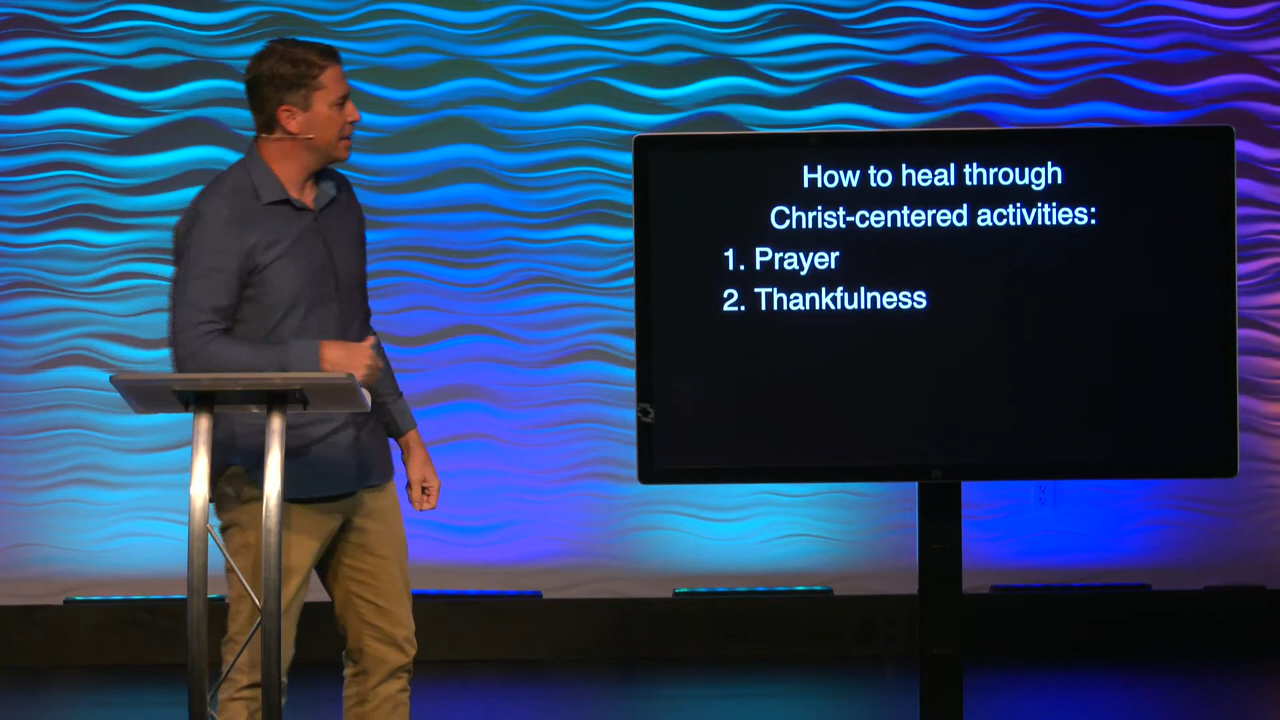 How to heal through
Christ-centered activities:
1. Prayer
2. Thankfulness